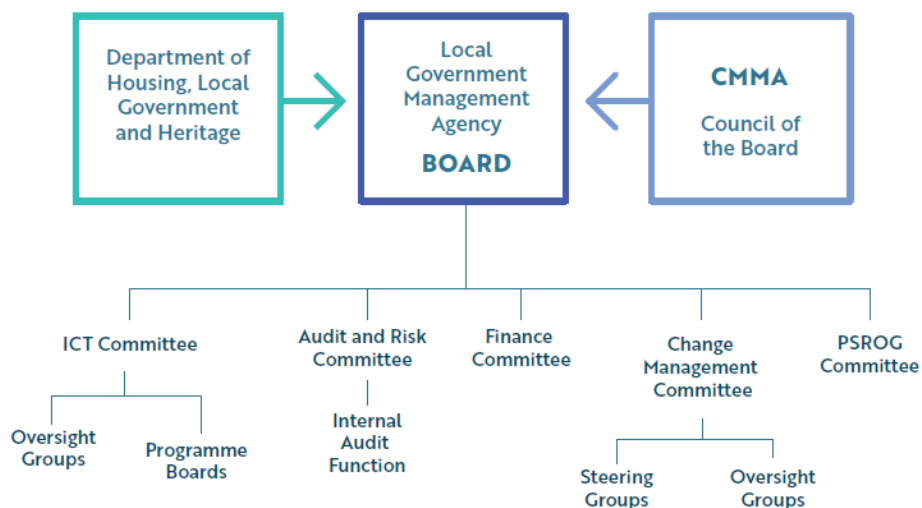 Department of
Housing, Local
Government
and Heritage
Local
Government
Management
Agency
BOARD
CMMA
Council of
the Board
ICT Committee
Audit and Risk
Committee
Finance
Committee
Change
Management
Committee
PSROG
Committee
Oversight
Groups
Programme
Boards
Internal
Audit
Function
Steering
Groups
Oversight
Groups